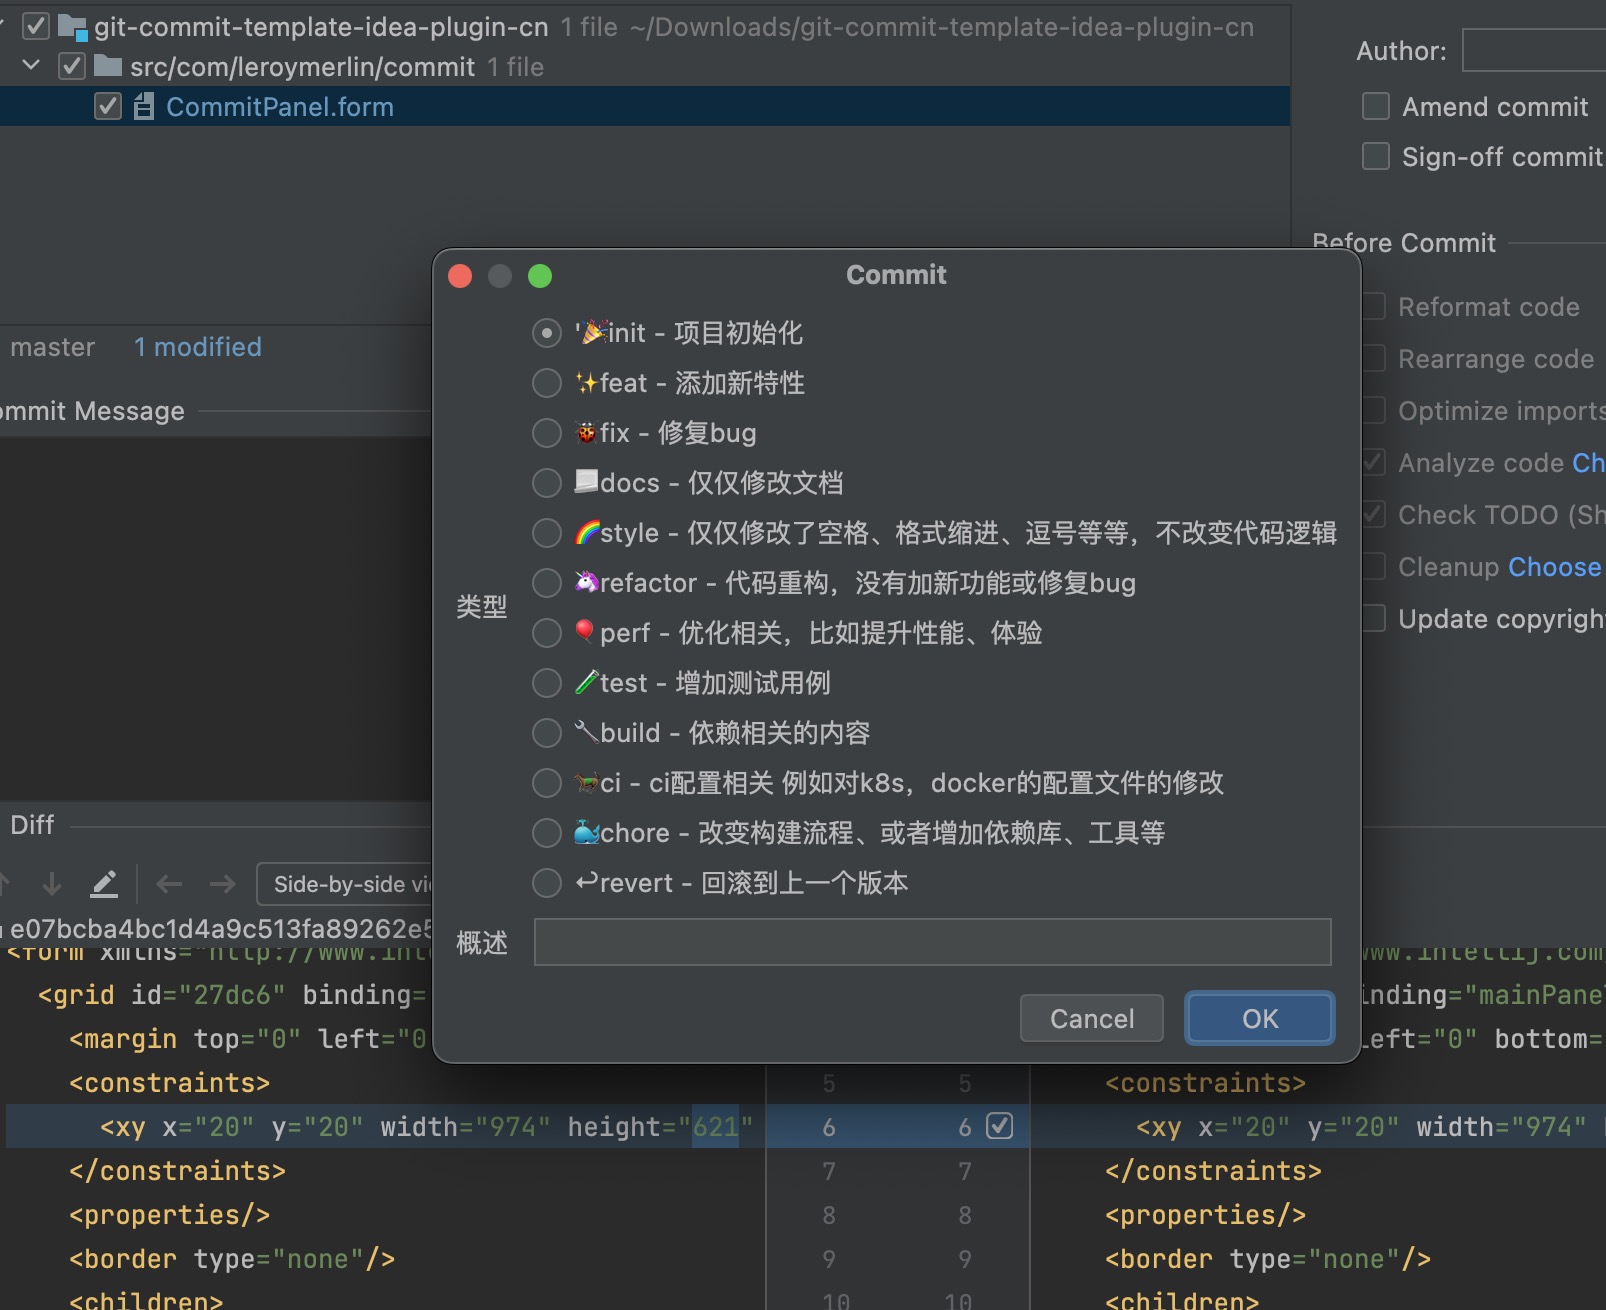 git-commit-template-idea-plugin-cn 1 file ~/Downloads/git-commit-template-idea-plugin-cn
src/com/leroymerlin/commit 1 file
CommitPanel.form
Author:
Amend commit
Sign-off commit
Before Commit
Reformat code
Rearrange code
Optimize imports
Analyze code Ch
Check TODO (Sh
Cleanup Choose
Update copyrigh
master 1 modified
ommit Message
Commit
类型
'🎉init - 项目初始化
✨feat - 添加新特性
🐞fix - 修复bug
📃docs - 仅仅修改文档
🌈style - 仅仅修改了空格、格式缩进、逗号等等，不改变代码逻辑
🦄refactor - 代码重构，没有加新功能或修复bug
🎈perf - 优化相关，比如提升性能、体验
🧪test - 增加测试用例
🔧build - 依赖相关的内容
🐎ci - ci配置相关 例如对k8s，docker的配置文件的修改
🐳chore - 改变构建流程、或者增加依赖库、工具等
↩revert - 回滚到上一个版本
概述
Cancel OK
Diff
Side-by-side vi
e07bcba4bc1d4a9c513fa89262e5
<form xmlns="http://www.int
<grid id="27dc6" binding=
<margin top="0" left="0
<constraints>
<xy x="20" y="20" width="974" height="621"
</constraints>
<properties/>
<border type="none"/>
<children>
5 5
6 6
7 7
8 8
9 9
10 10
www.intellij.com
inding="mainPane
left="0" bottom=
<constraints>
<xy x="20" y="20" width="974"
</constraints>
<properties/>
<border type="none"/>
<children>